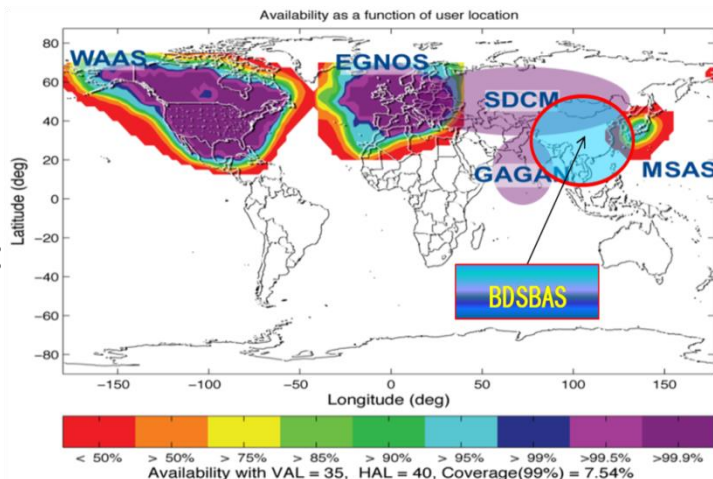 Availability as a function of user location
WAAS
EGNOS
SDCM
GAGAN
MSAS
BDSBAS
Latitude (deg)
80
60
40
20
0
−20
−40
−60
−80
−150 −100 −50 0 50 100 150
Longitude (deg)
< 50% > 50% > 75% > 85% > 90% > 95% > 99% >99.5% >99.9%
Availability with VAL = 35, HAL = 40, Coverage(99%) = 7.54%